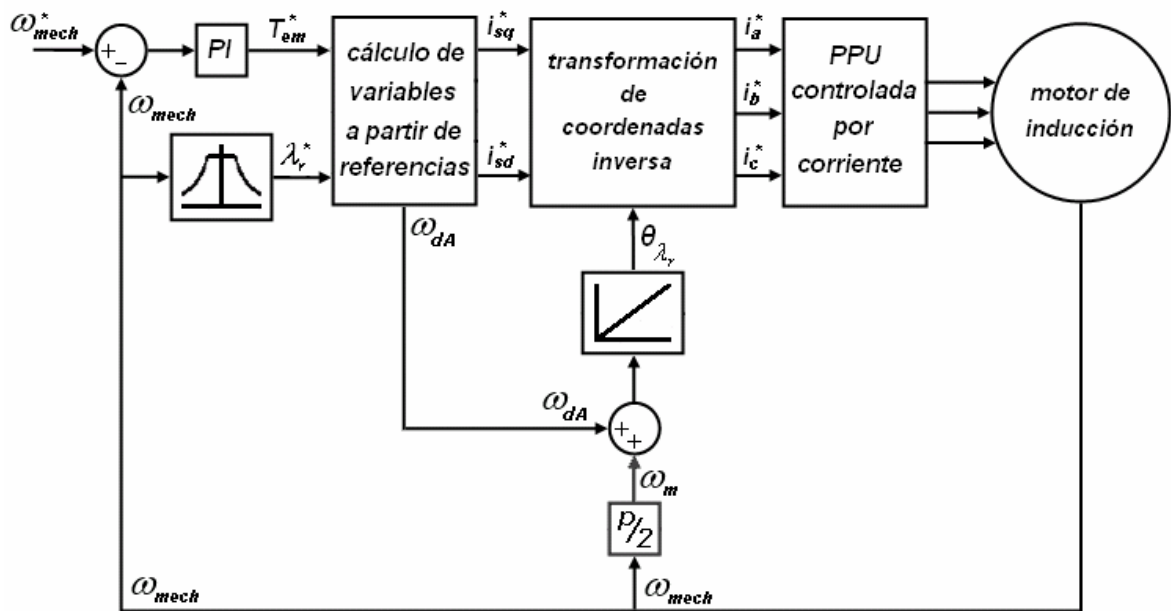 ω*mech
+
−
PI
T*em
cálculo de
variables
a partir de
referencias
i*sq
i*sd
transformación
de
coordenadas
inversa
i*a
i*b
i*c
PPU
controlada
por
corriente
motor de
inducción
ωmech
λ*r
ωdA
θλr
ωdA
+
+
ωm
p/2
ωmech
ωmech